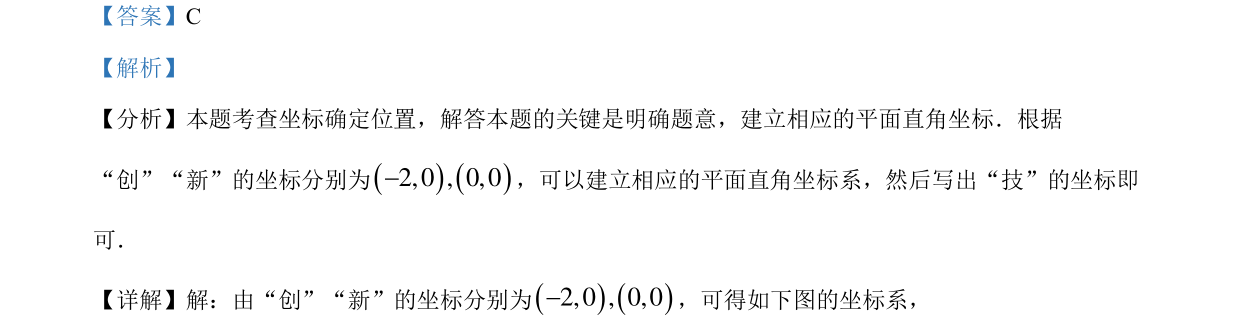 【答案】C
【解析】
【分析】本题考查坐标确定位置，解答本题的关键是明确题意，建立相应的平面直角坐标．根据
“创”“新”的坐标分别为(−2,0),(0,0)，可以建立相应的平面直角坐标系，然后写出“技”的坐标即
可．
【详解】解：由“创”“新”的坐标分别为(−2,0),(0,0)，可得如下图的坐标系，